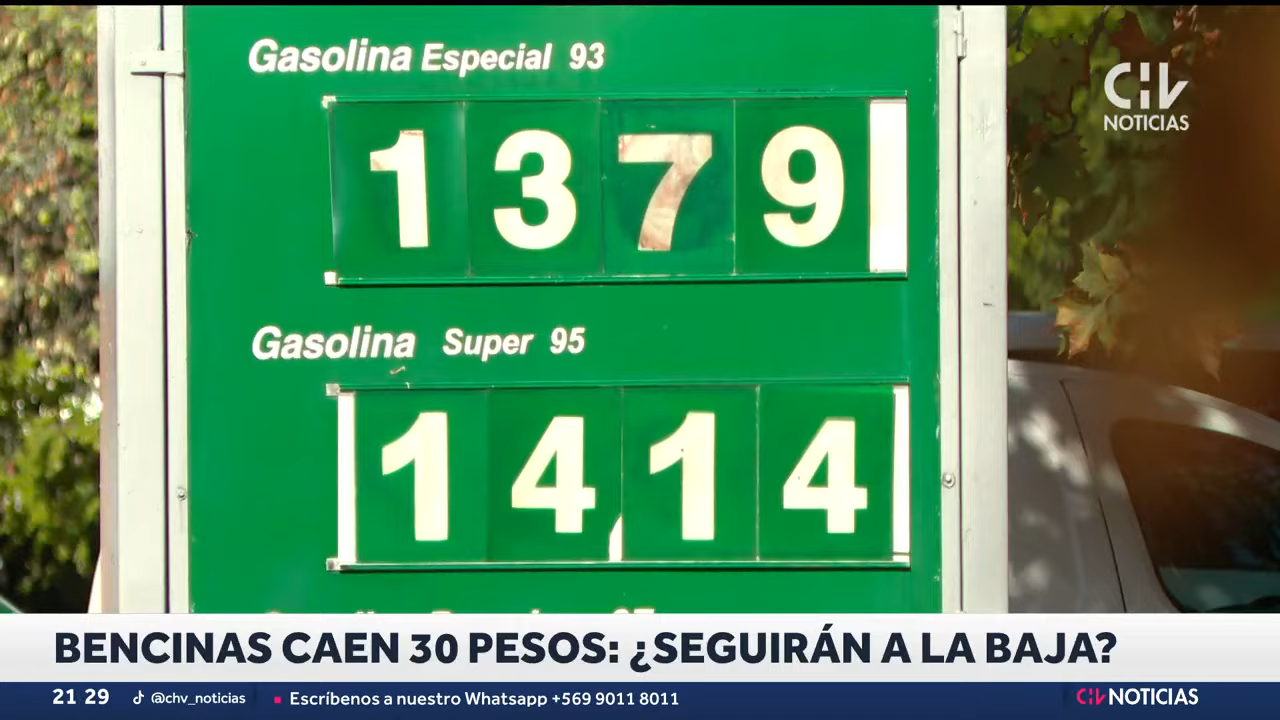 Gasolina Especial 93
1379
CHV
NOTICIAS
Gasolina Super 95
1414
BENCINAS CAEN 30 PESOS: ¿SEGUIRÁN A LA BAJA?
21 29 @chv_noticias Escríbenos a nuestro Whatsapp +569 9011 8011 CHV NOTICIAS